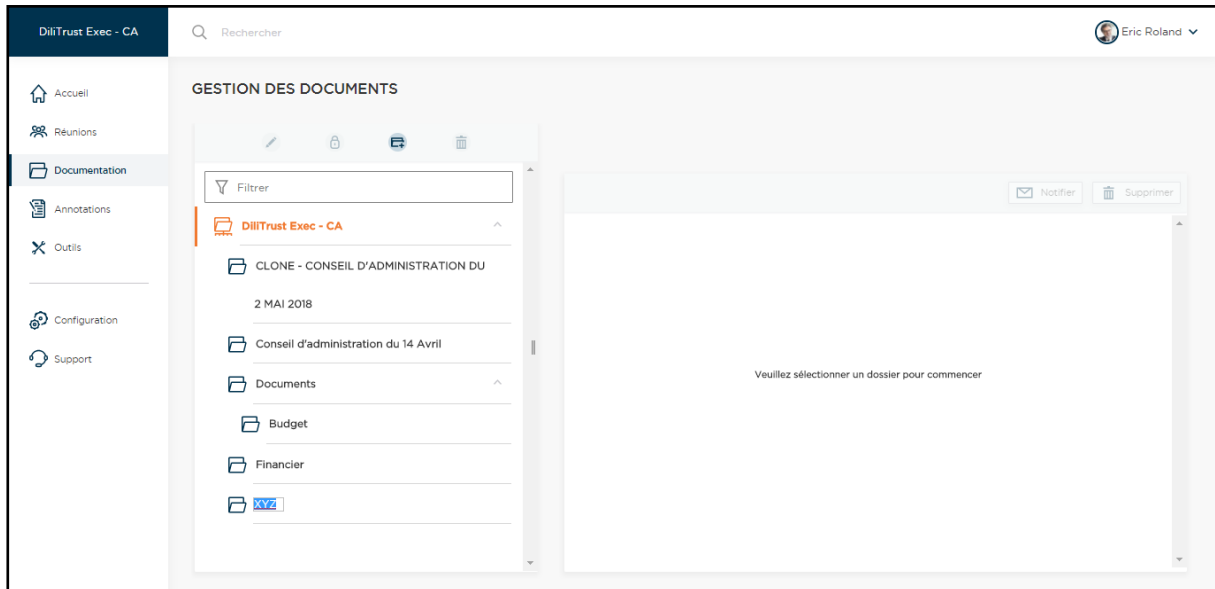 DiliTrust Exec - CA
Rechercher
Eric Roland
Accueil
Réunions
Documentation
Annotations
Outils
Configuration
Support
GESTION DES DOCUMENTS
Filtrer
DiliTrust Exec - CA
CLONE - CONSEIL D'ADMINISTRATION DU
2 MAI 2018
Conseil d'administration du 14 Avril
Documents
Budget
Financier
XYZ
Notifier
Supprimer
Veuillez sélectionner un dossier pour commencer